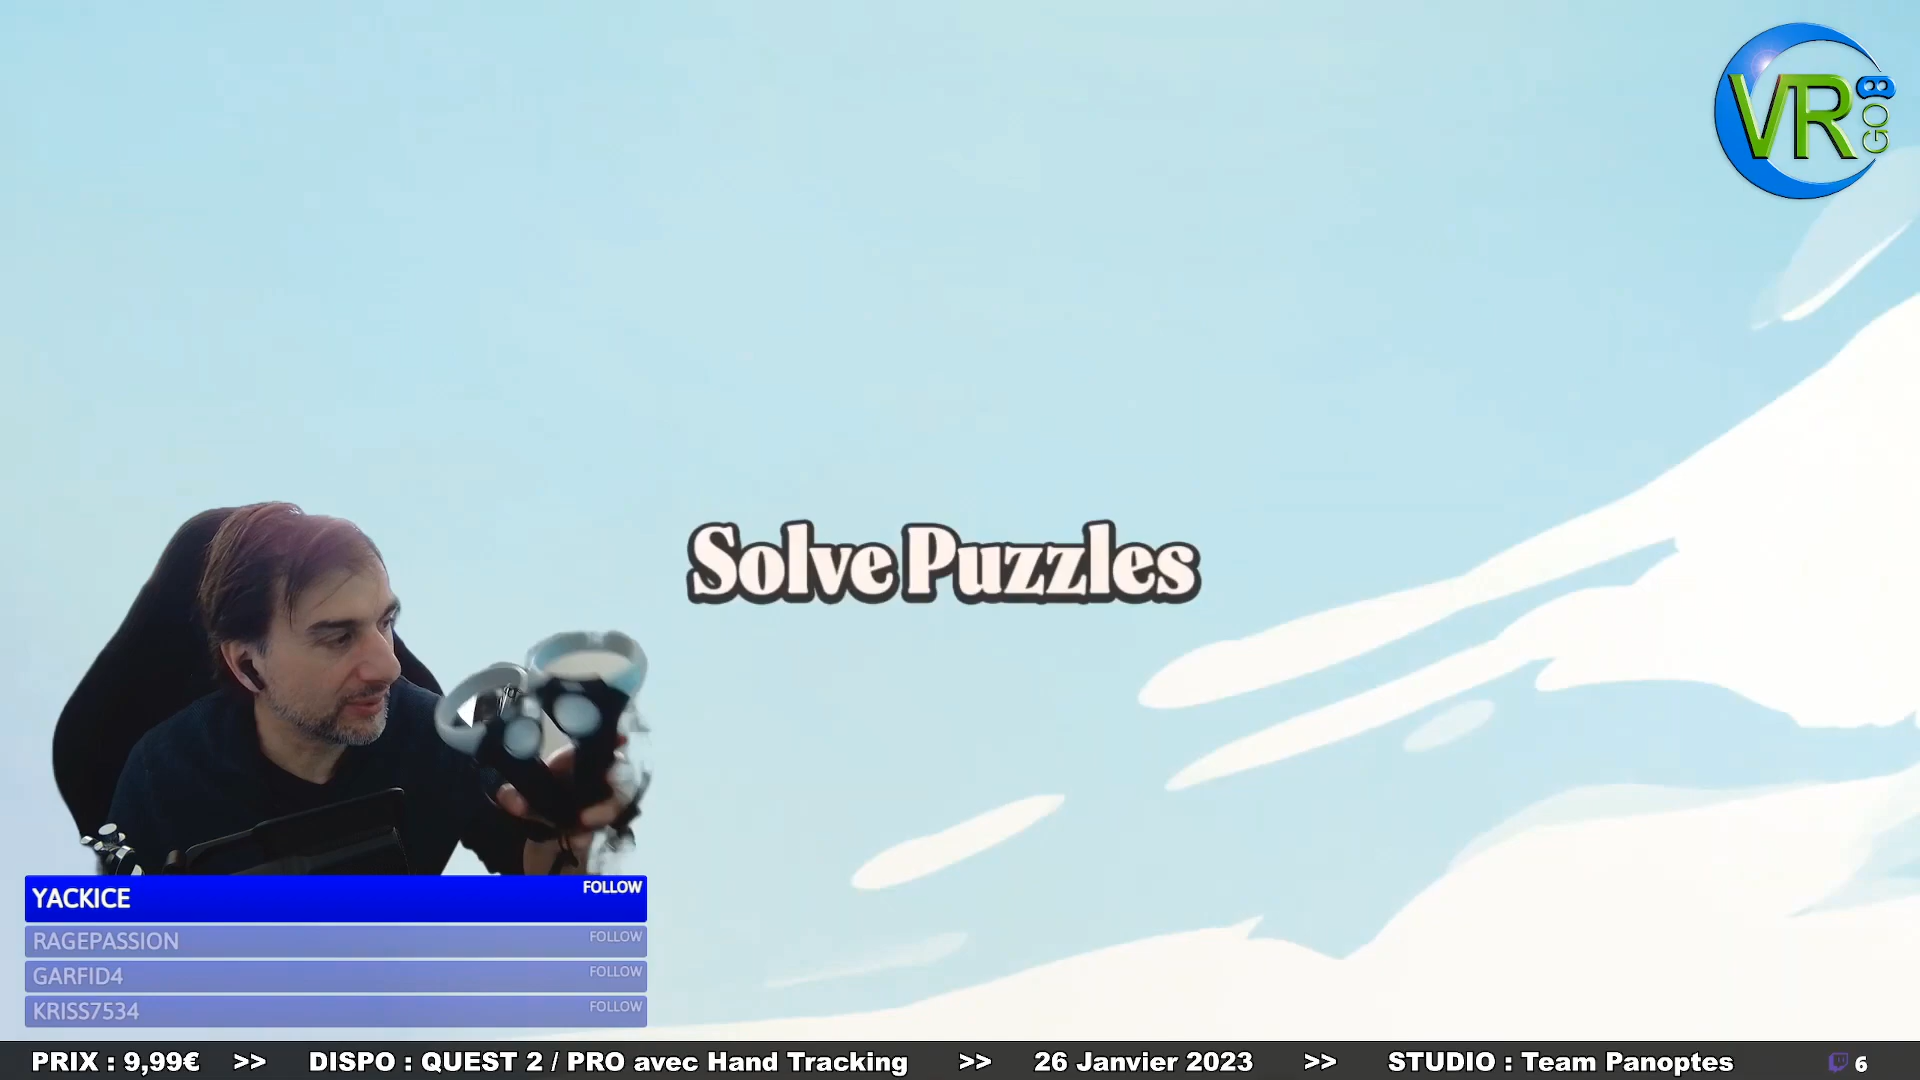 VR
GOB
Solve Puzzles
YACKICE FOLLOW
RAGEPASSION FOLLOW
GARFID4 FOLLOW
KRISS7534 FOLLOW
PRIX : 9,99€ >> DISPO : QUEST 2 / PRO avec Hand Tracking >> 26 Janvier 2023 >> STUDIO : Team Panoptes 6